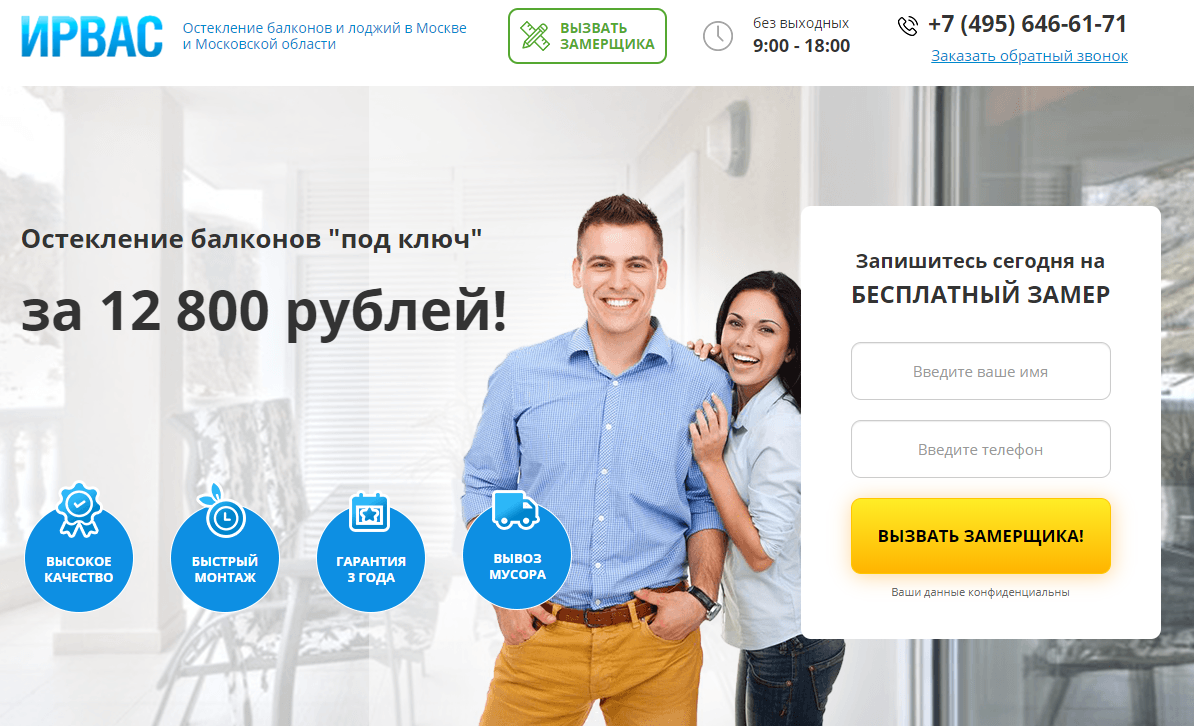 ИРВАС
Остекление балконов и лоджий в Москве
и Московской области
ВЫЗВАТЬ
ЗАМЕРЩИКА
без выходных
9:00 - 18:00
+7 (495) 646-61-71
Заказать обратный звонок
Остекление балконов "под ключ"
за 12 800 рублей!
ВЫСОКОЕ
КАЧЕСТВО
БЫСТРЫЙ
МОНТАЖ
ГАРАНТИЯ
3 ГОДА
ВЫВОЗ
МУСОРА
Запишитесь сегодня на
БЕСПЛАТНЫЙ ЗАМЕР
Введите ваше имя
Введите телефон
ВЫЗВАТЬ ЗАМЕРЩИКА!
Ваши данные конфиденциальны